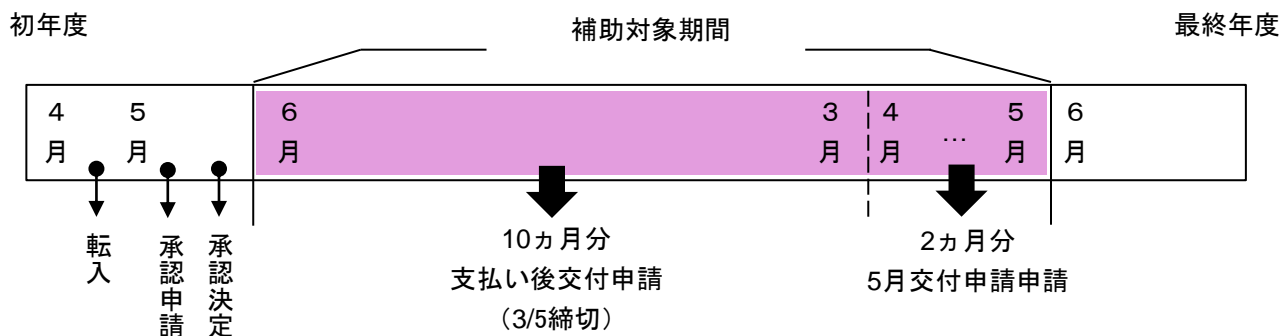 初年度
補助対象期間
最終年度
４月
５月
６月
３月
４月
…
５月
６月
転入
承認申請
承認決定
10ヵ月分
支払い後交付申請
（3/5締切）
2ヵ月分
5月交付申請申請